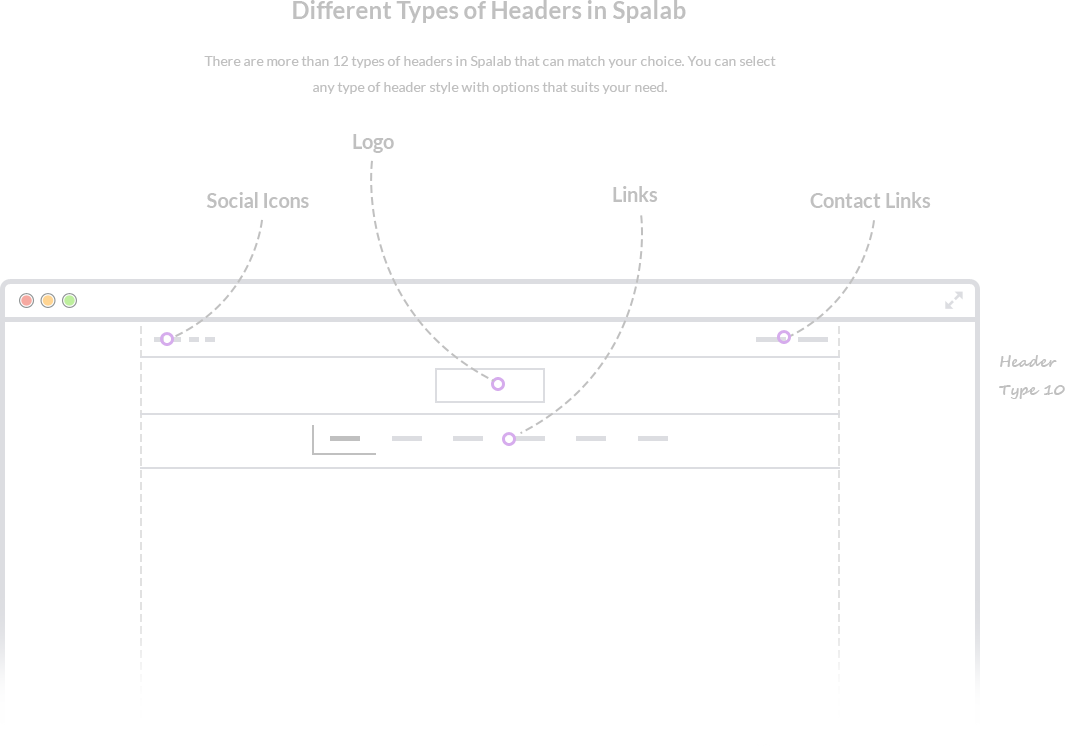 Different Types of Headers in Spalab
There are more than 12 types of headers in Spalab that can match your choice. You can select
any type of header style with options that suits your need.
Logo
Social Icons
Links
Contact Links
Header
Type 10